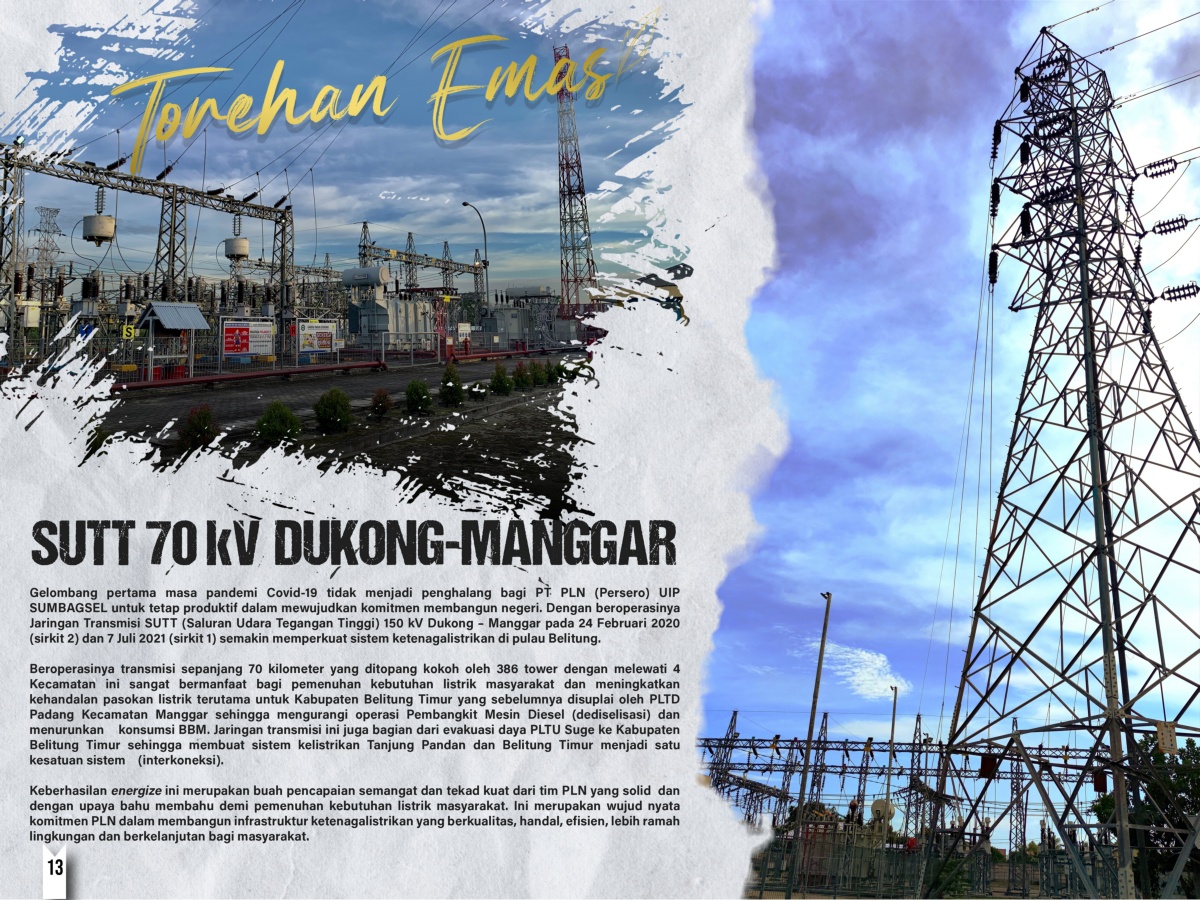 Torehan Emas
SUTT 70 kV DUKONG-MANGGAR
Gelombang pertama masa pandemi Covid-19 tidak menjadi penghalang bagi PT PLN (Persero) UIP
SUMBAGSEL untuk tetap produktif dalam mewujudkan komitmen membangun negeri. Dengan beroperasinya
Jaringan Transmisi SUTT (Saluran Udara Tegangan Tinggi) 150 kV Dukong – Manggar pada 24 Februari 2020
(sirkit 2) dan 7 Juli 2021 (sirkit 1) semakin memperkuat sistem ketenagalistrikan di pulau Belitung.
Beroperasinya transmisi sepanjang 70 kilometer yang ditopang kokoh oleh 386 tower dengan melewati 4
Kecamatan ini sangat bermanfaat bagi pemenuhan kebutuhan listrik masyarakat dan meningkatkan
kehandalan pasokan listrik terutama untuk Kabupaten Belitung Timur yang sebelumnya disuplai oleh PLTD
Padang Kecamatan Manggar sehingga mengurangi operasi Pembangkit Mesin Diesel (dediselisasi) dan
menurunkan konsumsi BBM. Jaringan transmisi ini juga bagian dari evakuasi daya PLTU Suge ke Kabupaten
Belitung Timur sehingga membuat sistem kelistrikan Tanjung Pandan dan Belitung Timur menjadi satu
kesatuan sistem (interkoneksi).
Keberhasilan energize ini merupakan buah pencapaian semangat dan tekad kuat dari tim PLN yang solid dan
dengan upaya bahu membahu demi pemenuhan kebutuhan listrik masyarakat. Ini merupakan wujud nyata
komitmen PLN dalam membangun infrastruktur ketenagalistrikan yang berkualitas, handal, efisien, lebih ramah
lingkungan dan berkelanjutan bagi masyarakat.
13
S